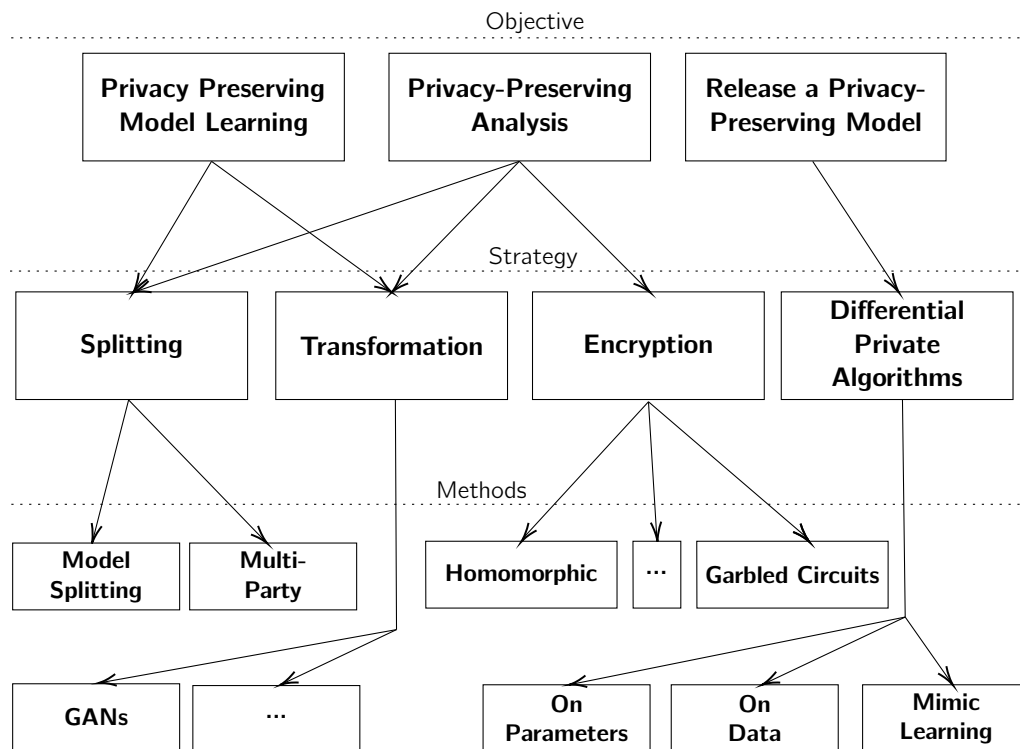 Objective
Privacy Preserving
Model Learning
Privacy-Preserving
Analysis
Release a Privacy-
Preserving Model
Strategy
Splitting
Transformation
Encryption
Differential
Private
Algorithms
Methods
Model
Splitting
Multi-
Party
Homomorphic
...
Garbled Circuits
GANs
...
On
Parameters
On
Data
Mimic
Learning